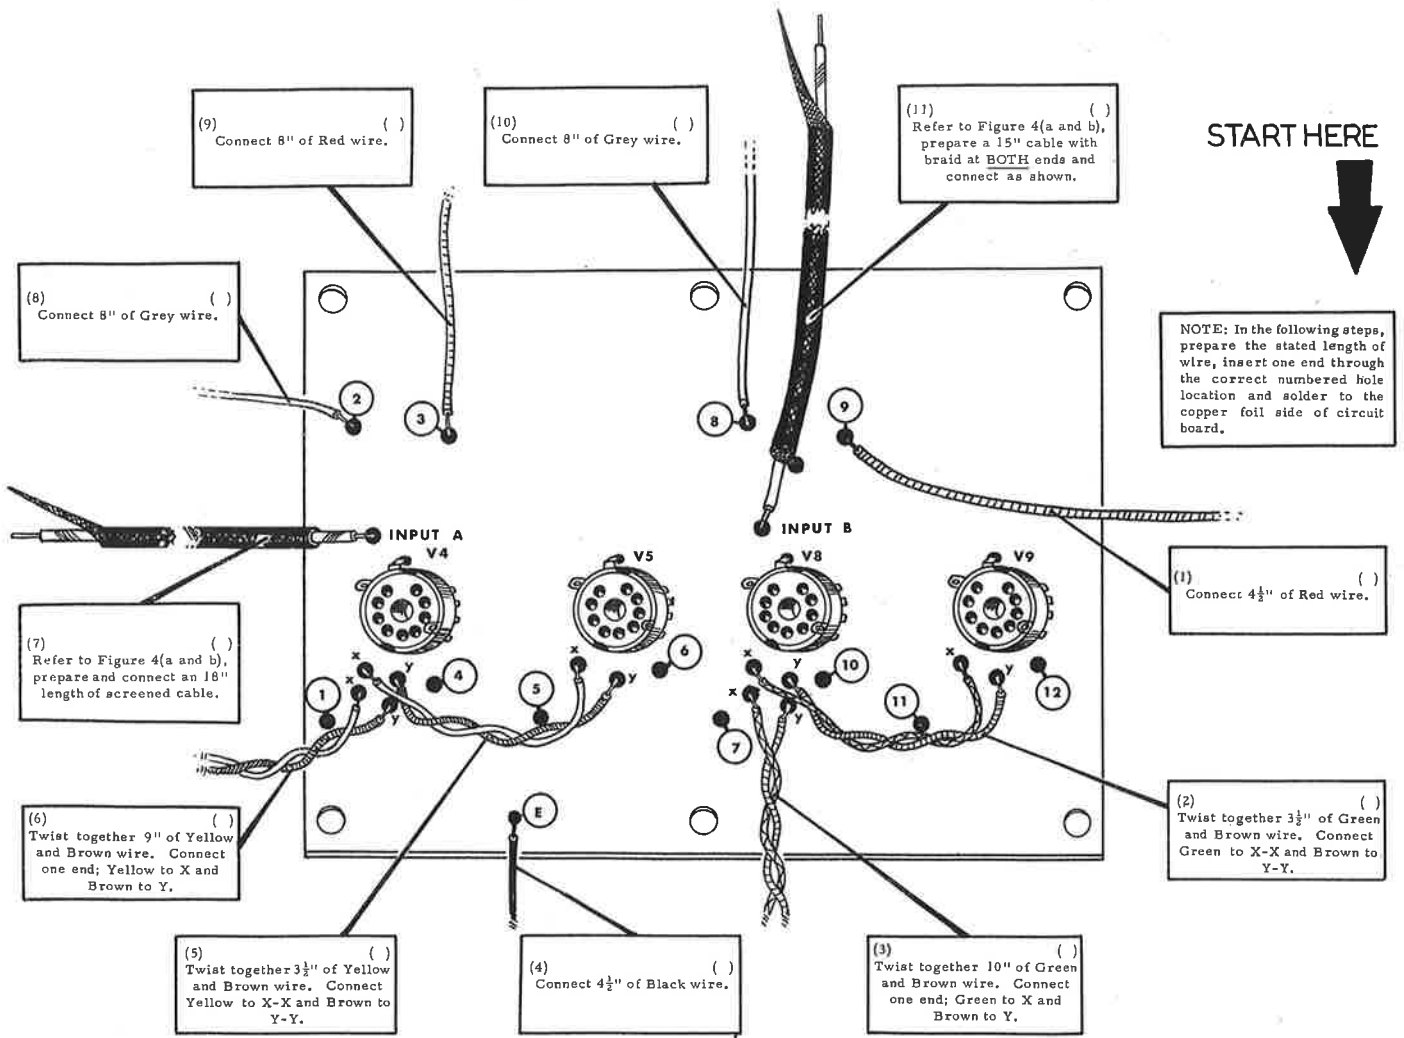 START HERE
NOTE: In the following steps,
prepare the stated length of
wire, insert one end through
the correct numbered hole
location and solder to the
copper foil side of circuit
board.
(9) ( )
Connect 8" of Red wire.
(10) ( )
Connect 8" of Grey wire.
(11) ( )
Refer to Figure 4(a and b),
prepare a 15" cable with
braid at BOTH ends and
connect as shown.
(8) ( )
Connect 8" of Grey wire.
2
3
8
9
INPUT A
INPUT B
V4
V5
V8
V9
(1) ( )
Connect 4½" of Red wire.
(7) ( )
Refer to Figure 4(a and b),
prepare and connect an 18"
length of screened cable.
x
y
x
y
1
4
5
6
y
x
y
x
y
7
10
11
x
y
12
E
(6) ( )
Twist together 9" of Yellow
and Brown wire. Connect
one end; Yellow to X and
Brown to Y.
(2) ( )
Twist together 3½" of Green
and Brown wire. Connect
Green to X-X and Brown to
Y-Y.
(5) ( )
Twist together 3½" of Yellow
and Brown wire. Connect
Yellow to X-X and Brown to
Y-Y.
(4) ( )
Connect 4½" of Black wire.
(3) ( )
Twist together 10" of Green
and Brown wire. Connect
one end; Green to X and
Brown to Y.